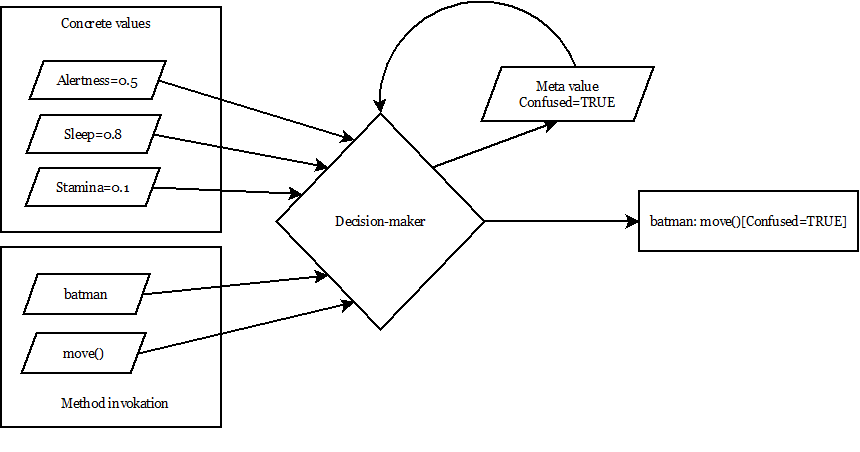 Concrete values
Alertness=0.5
Sleep=0.8
Stamina=0.1
Meta value
Confused=TRUE
Decision-maker
batman: move()[Confused=TRUE]
batman
move()
Method invokation